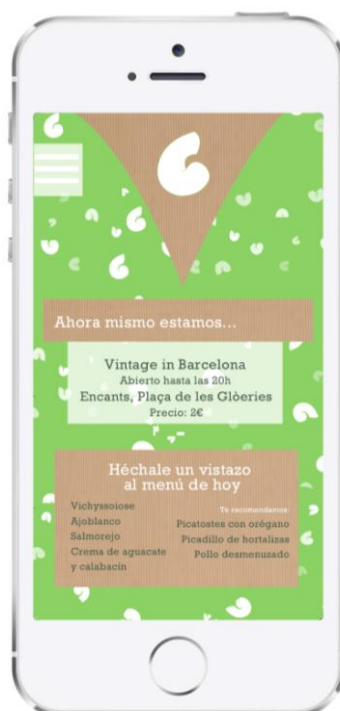 Ahora mismo estamos...
Vintage in Barcelona
Abierto hasta las 20h
Encants, Plaça de les Glòeries
Precio: 2€
Héchale un vistazo
al menú de hoy
Vichyssoiose
Ajoblanco
Salmorejo
Crema de aguacate
y calabacín
Te recomendamos:
Picatostes con orégano
Picadillo de hortalizas
Pollo desmenuzado